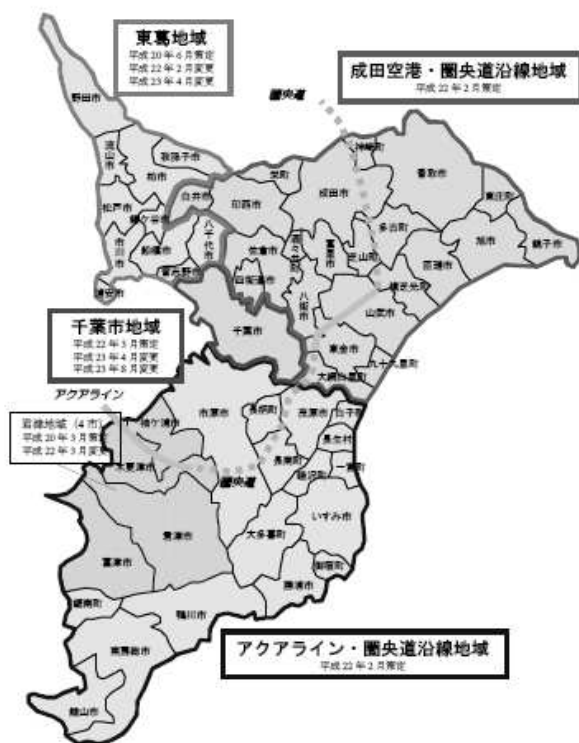 東葛地域
平成20年6月策定
平成22年2月変更
平成23年4月変更
成田空港・圏央道沿線地域
平成22年2月策定
圏央道
野田市
流山市
我孫子市
柏市
松戸市
鎌ケ谷市
白井市
印西市
栄町
成田市
神崎町
香取市
東庄町
銚子市
旭市
匝瑳市
多古町
横芝光町
芝山町
富里市
酒々井町
佐倉市
八千代市
船橋市
市川市
浦安市
習志野市
四街道市
八街市
山武市
千葉市
東金市
九十九里町
大網白里町
千葉市地域
平成22年3月策定
平成23年4月変更
平成23年8月変更
アクアライン
君津地域(4市)
平成20年3月策定
平成22年3月変更
袖ケ浦市
木更津市
市原市
長柄町
茂原市
白子町
長生村
長南町
睦沢町
一宮町
圏央道
いすみ市
大多喜町
君津市
富津市
御宿町
勝浦市
鋸南町
鴨川市
南房総市
館山市
アクアライン・圏央道沿線地域
平成22年2月策定